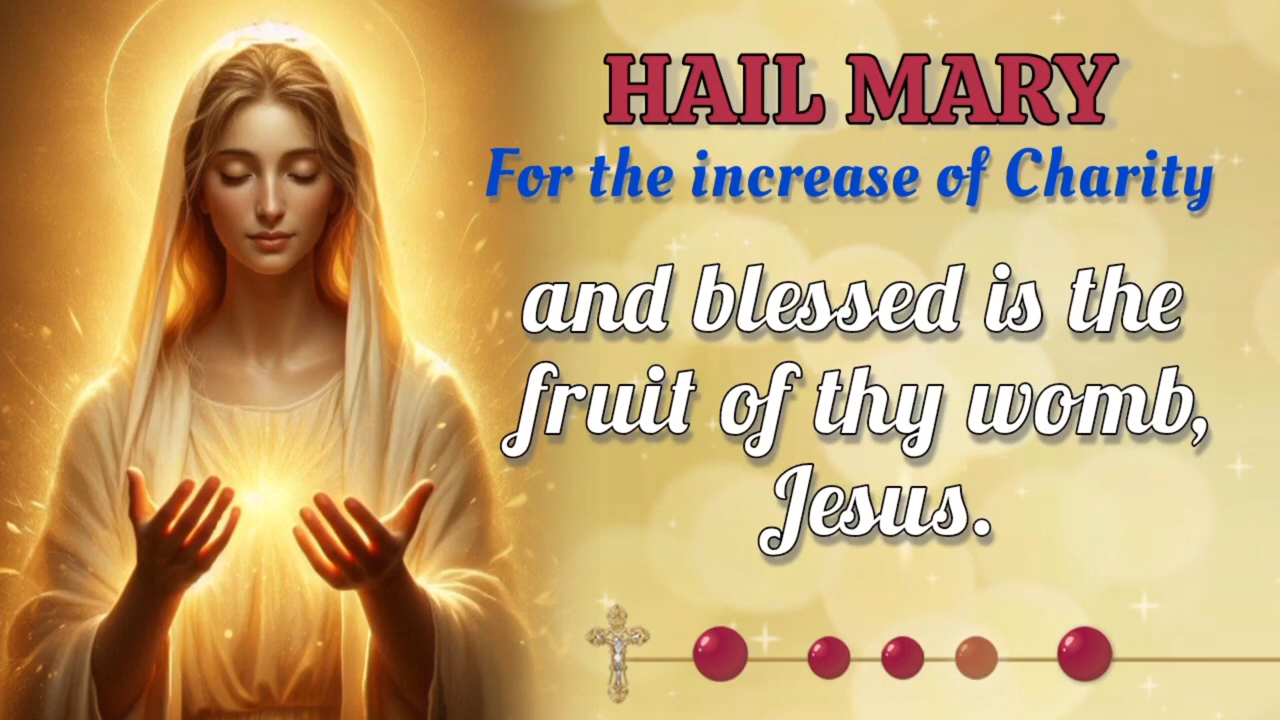 HAIL MARY
For the increase of Charity
and blessed is the
fruit of thy womb,
Jesus.